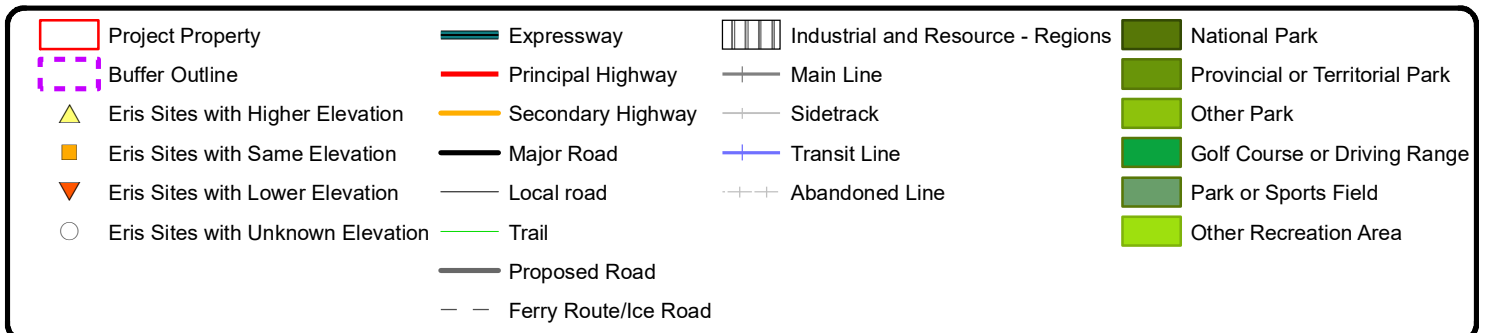 Project Property
Buffer Outline
Eris Sites with Higher Elevation
Eris Sites with Same Elevation
Eris Sites with Lower Elevation
Eris Sites with Unknown Elevation
Expressway
Principal Highway
Secondary Highway
Major Road
Local road
Trail
Proposed Road
Ferry Route/Ice Road
Industrial and Resource - Regions
Main Line
Sidetrack
Transit Line
Abandoned Line
National Park
Provincial or Territorial Park
Other Park
Golf Course or Driving Range
Park or Sports Field
Other Recreation Area